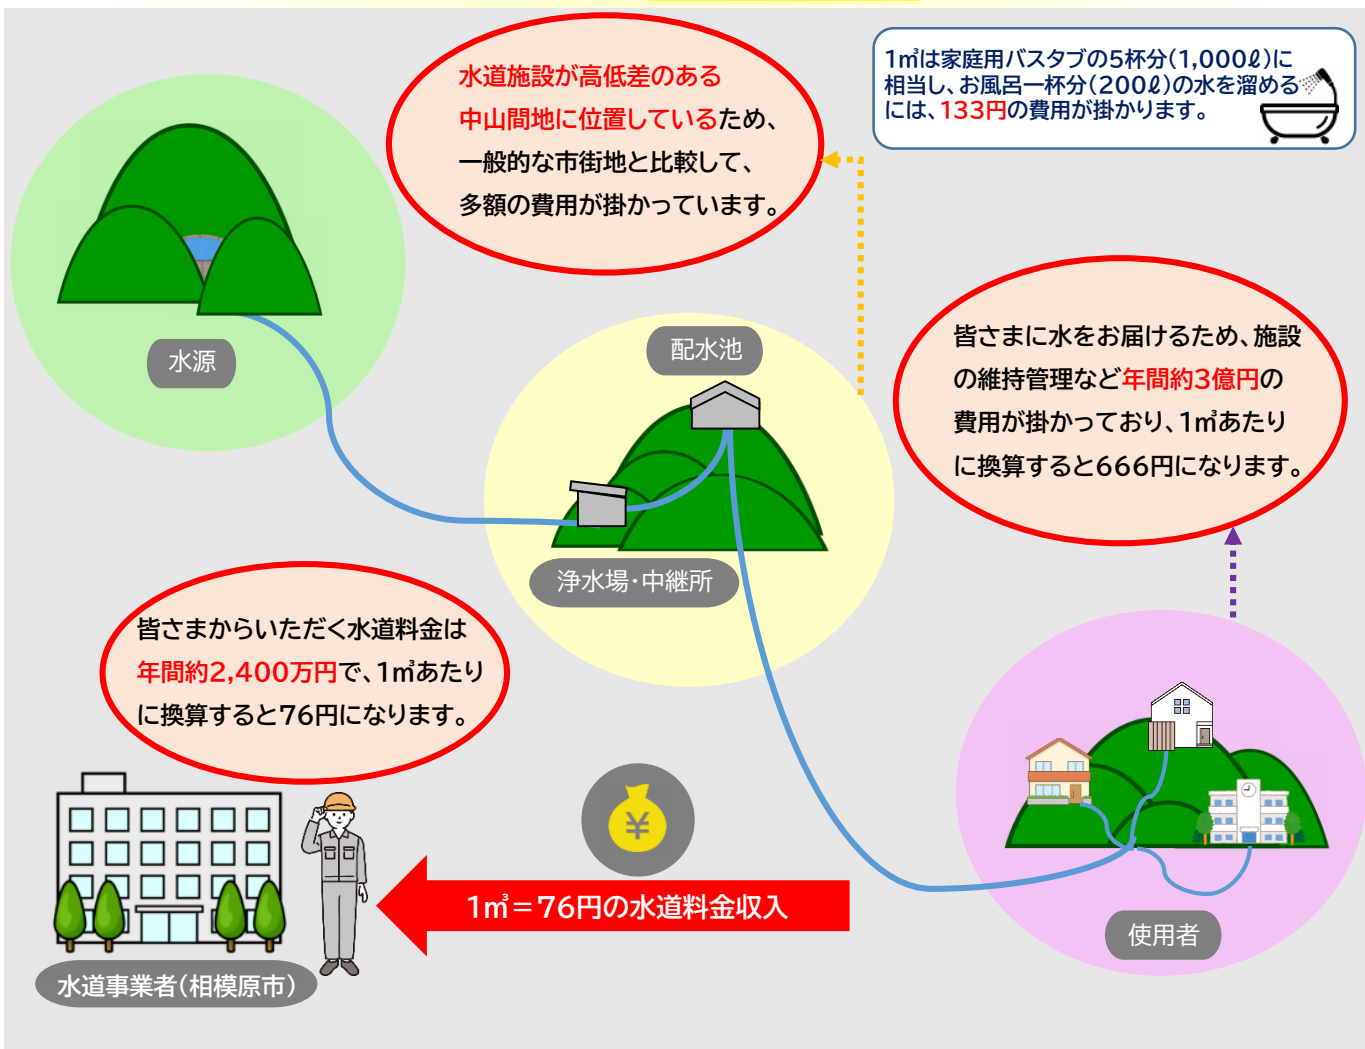 1㎥は家庭用バスタブの5杯分(1,000ℓ)に
相当し、お風呂一杯分(200ℓ)の水を溜める
には、133円の費用が掛かります。
水道施設が高低差のある
中山間地に位置しているため、
一般的な市街地と比較して、
多額の費用が掛かっています。
水源
配水池
皆さまに水をお届けるため、施設
の維持管理など年間約3億円の
費用が掛かっており、1㎥あたり
に換算すると666円になります。
浄水場・中継所
皆さまからいただく水道料金は
年間約2,400万円で、1㎥あたり
に換算すると76円になります。
¥
1㎥＝76円の水道料金収入
使用者
水道事業者(相模原市)